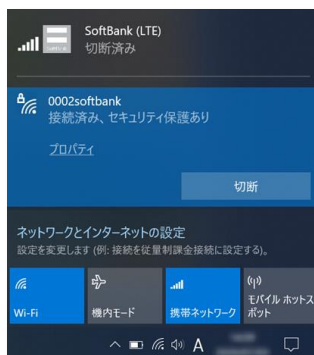 SoftBank (LTE)
切断済み
0002softbank
接続済み、セキュリティ保護あり
プロパティ
切断
ネットワークとインターネットの設定
設定を変更します (例: 接続を従量制課金接続に設定する)。
Wi-Fi
機内モード
携帯ネットワーク
モバイル ホットス
ポット
A